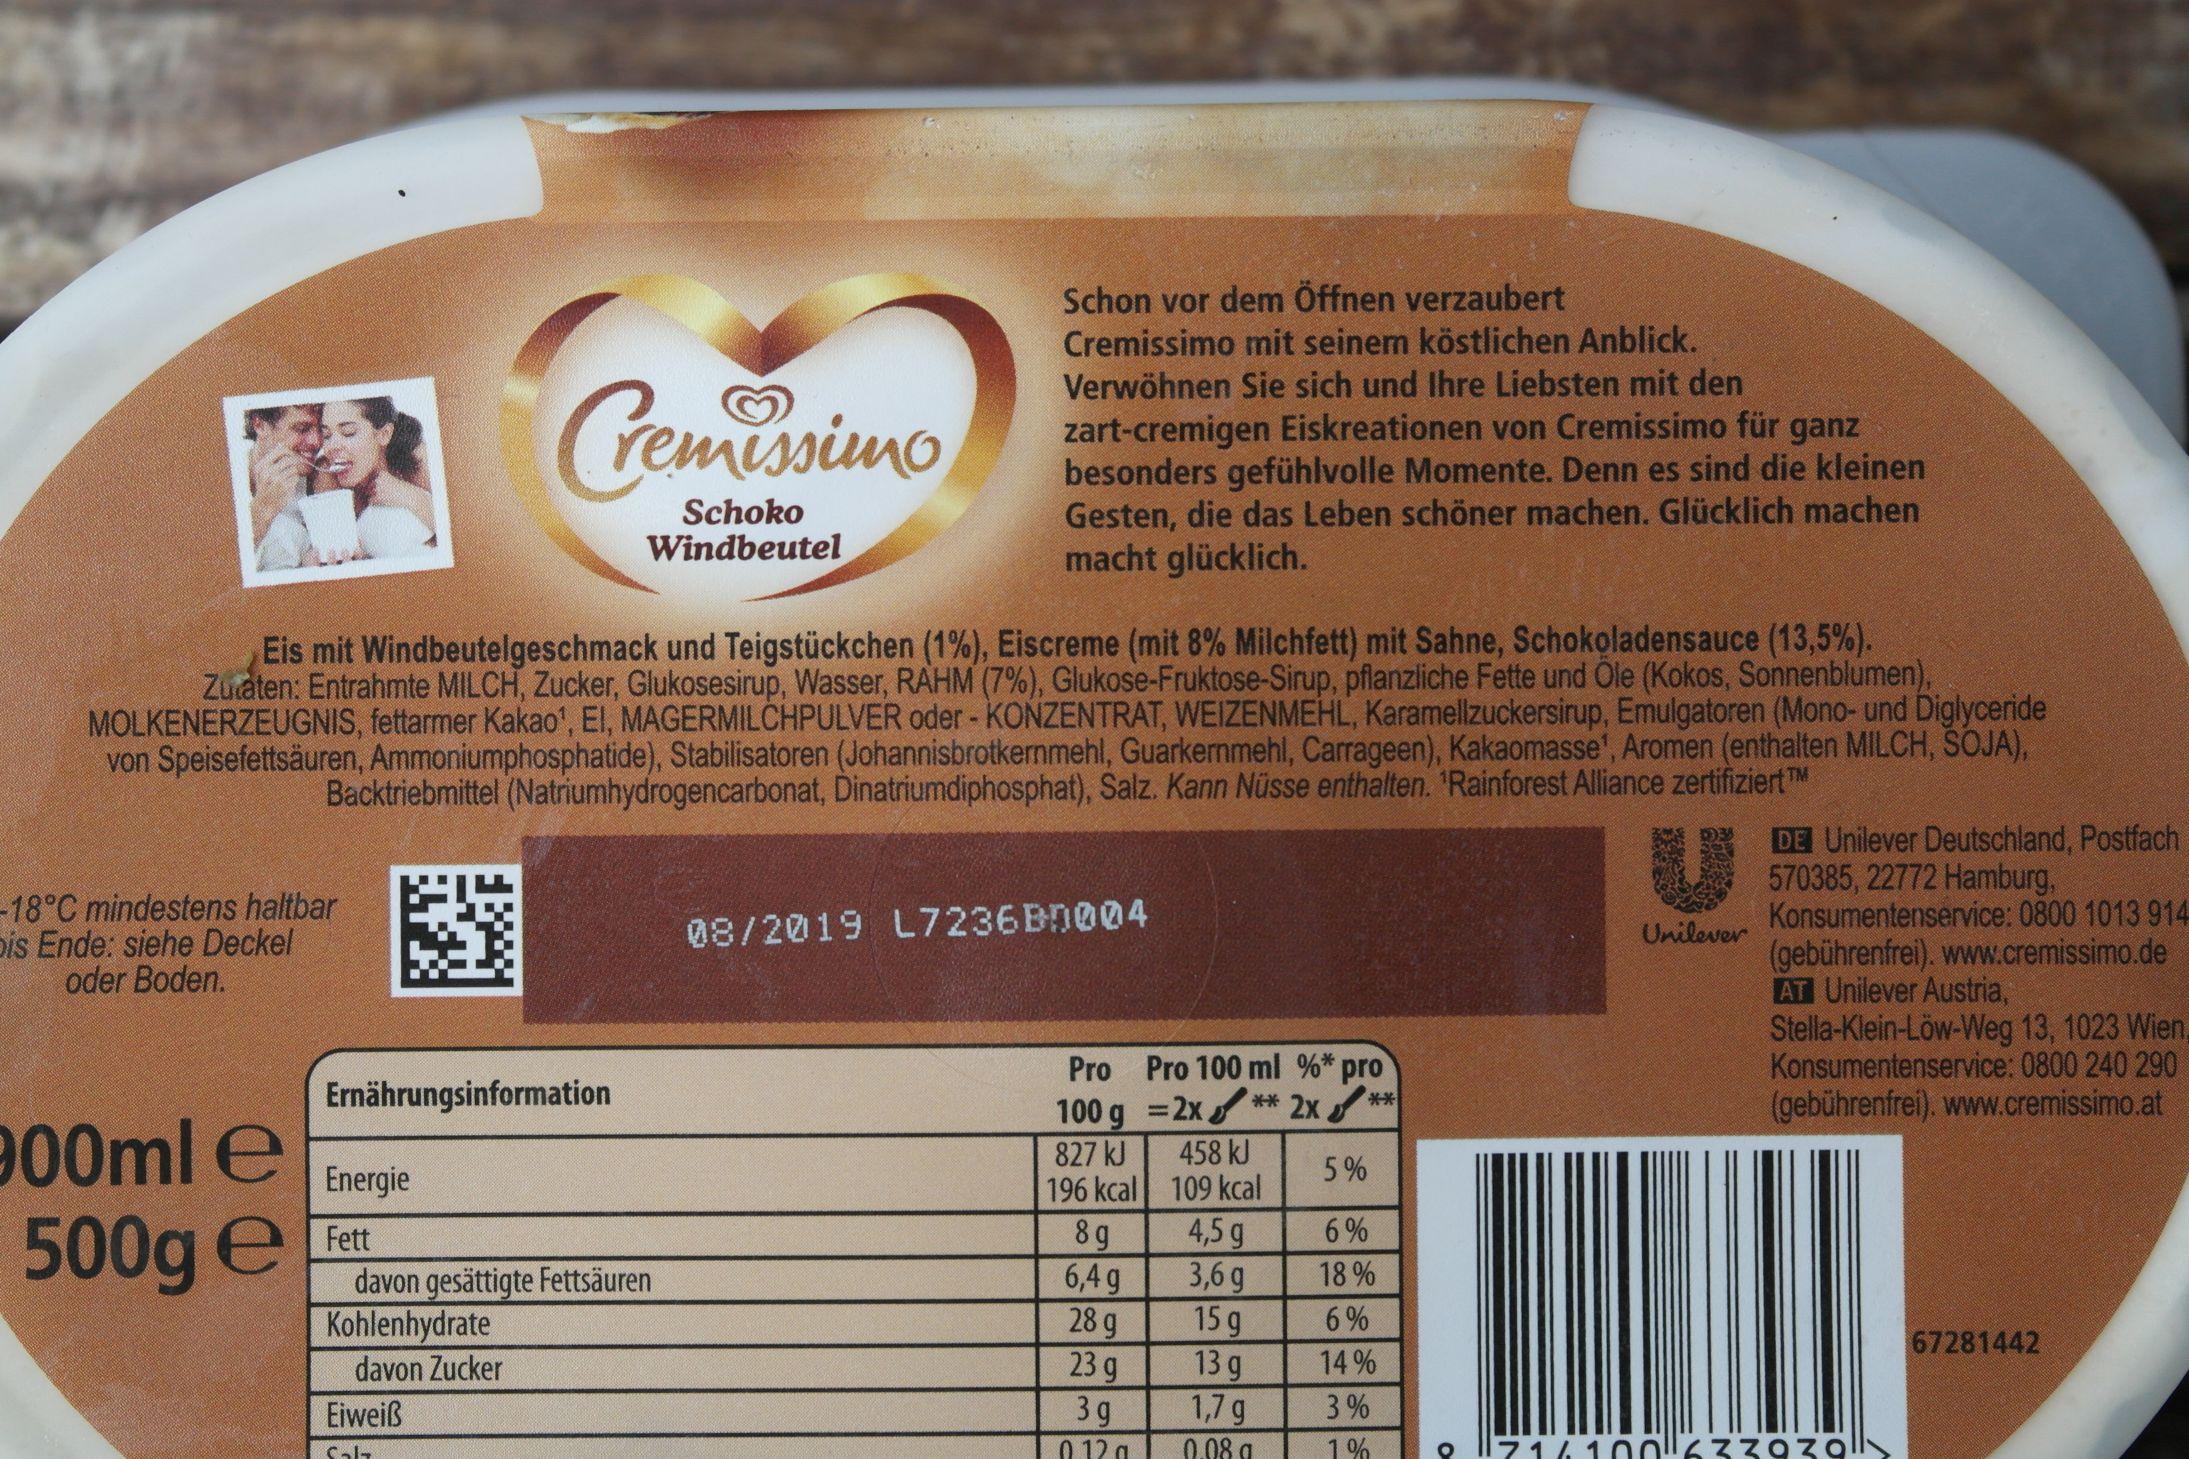 Cremissimo
Schoko
Windbeutel
Schon vor dem Öffnen verzaubert
Cremissimo mit seinem köstlichen Anblick.
Verwöhnen Sie sich und Ihre Liebsten mit den
zart-cremigen Eiskreationen von Cremissimo für ganz
besonders gefühlvolle Momente. Denn es sind die kleinen
Gesten, die das Leben schöner machen. Glücklich machen
macht glücklich.
Eis mit Windbeutelgeschmack und Teigstückchen (1%), Eiscreme (mit 8% Milchfett) mit Sahne, Schokoladensauce (13,5%).
Zutaten: Entrahmte MILCH, Zucker, Glukosesirup, Wasser, RAHM (7%), Glukose-Fruktose-Sirup, pflanzliche Fette und Öle (Kokos, Sonnenblumen),
MOLKENERZEUGNIS, fettarmer Kakao¹, EI, MAGERMILCHPULVER oder - KONZENTRAT, WEIZENMEHL, Karamellzuckersirup, Emulgatoren (Mono- und Diglyceride
von Speisefettsäuren, Ammoniumphosphatide), Stabilisatoren (Johannisbrotkernmehl, Guarkernmehl, Carrageen), Kakaomasse¹, Aromen (enthalten MILCH, SOJA),
Backtriebmittel (Natriumhydrogencarbonat, Dinatriumdiphosphat), Salz. Kann Nüsse enthalten. ¹Rainforest Alliance zertifiziert™
-18°C mindestens haltbar
bis Ende: siehe Deckel
oder Boden.
08/2019 L7236BD004
Unilever
DE Unilever Deutschland, Postfach
570385, 22772 Hamburg,
Konsumentenservice: 0800 1013 914
(gebührenfrei). www.cremissimo.de
AT Unilever Austria,
Stella-Klein-Löw-Weg 13, 1023 Wien,
Konsumentenservice: 0800 240 290
(gebührenfrei). www.cremissimo.at
900ml e
500g e
Ernährungsinformation Pro 100 g Pro 100 ml =2x ** %* pro 2x **
Energie 827 kJ 196 kcal 458 kJ 109 kcal 5 %
Fett 8 g 4,5 g 6 %
davon gesättigte Fettsäuren 6,4 g 3,6 g 18 %
Kohlenhydrate 28 g 15 g 6 %
davon Zucker 23 g 13 g 14 %
Eiweiß 3 g 1,7 g 3 %
Salz 0,12 g 0,08 g 1 %
67281442
8 714100 633939 >